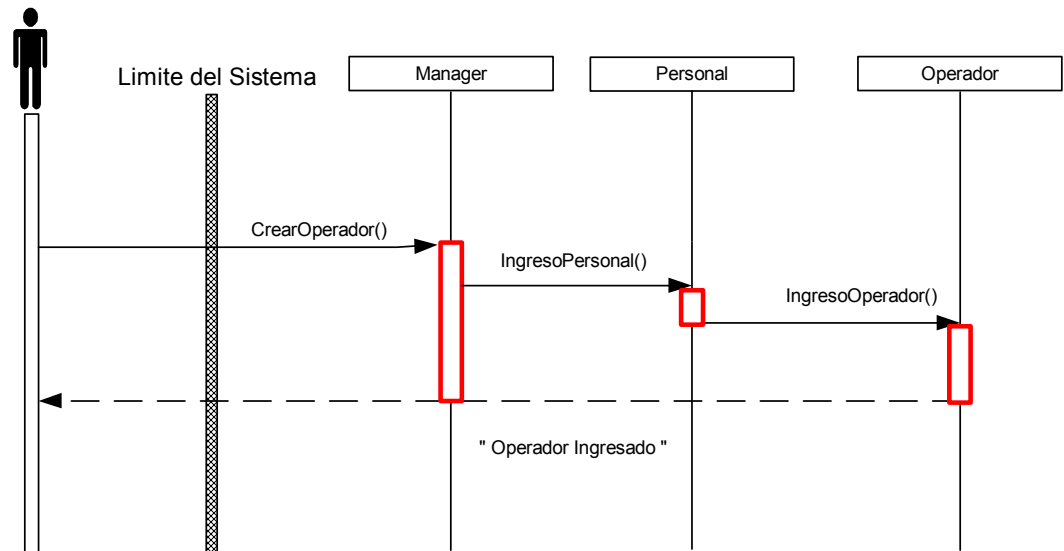 Limite del Sistema
Manager
Personal
Operador
CrearOperador()
IngresoPersonal()
IngresoOperador()
" Operador Ingresado "